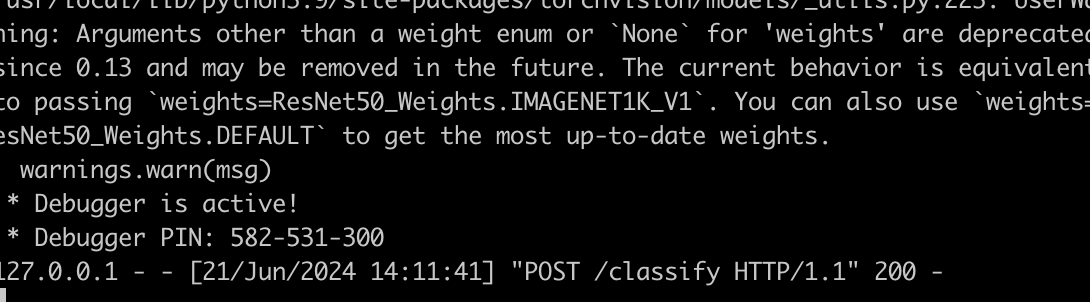 usr/local/lib/python3.9/site-packages/torchvision/models/_utils.py:223: UserWa
ning: Arguments other than a weight enum or `None` for 'weights' are deprecated
since 0.13 and may be removed in the future. The current behavior is equivalent
to passing `weights=ResNet50_Weights.IMAGENET1K_V1`. You can also use `weights=
esNet50_Weights.DEFAULT` to get the most up-to-date weights.
warnings.warn(msg)
* Debugger is active!
* Debugger PIN: 582-531-300
127.0.0.1 - - [21/Jun/2024 14:11:41] "POST /classify HTTP/1.1" 200 -